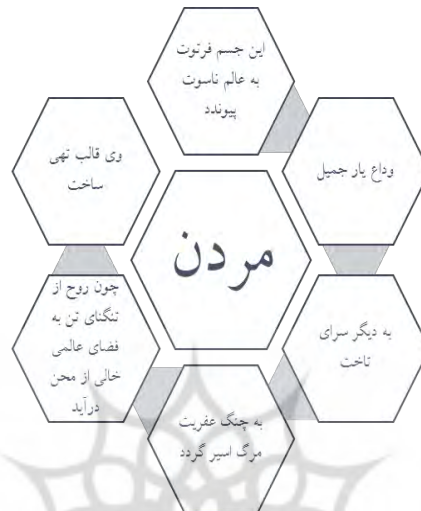 این جسم فرتوت
به عالم ناسوت
پیوندد
وداع یار جمیل
به دیگر سرای
تاخت
به چنگ عفریت
مرگ اسیر گردد
چون روح از
تنگنای تن به
فضای عالمی
خالی از محن
درآید
وی قالب تهی
ساخت
مردن